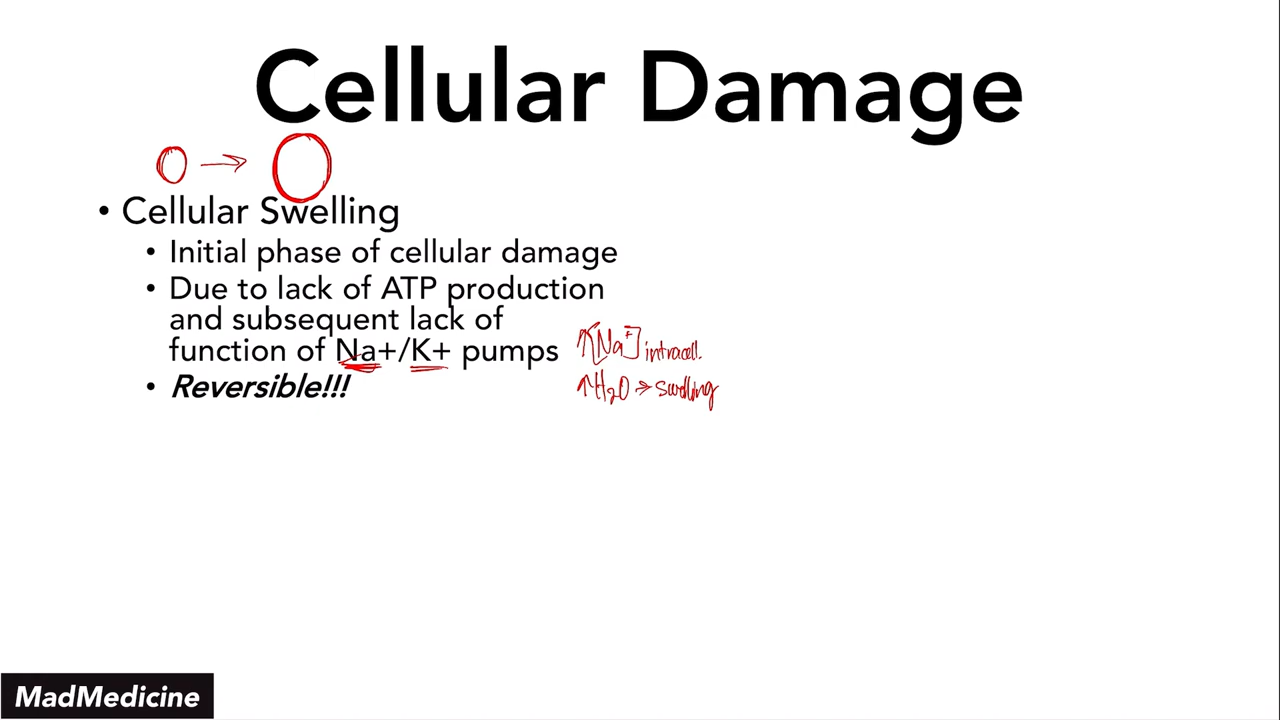 Cellular Damage
• Cellular Swelling
• Initial phase of cellular damage
• Due to lack of ATP production
and subsequent lack of
function of Na+/K+ pumps
↑[Na⁺] intracell.
• Reversible!!!
↑H₂O → swelling
MadMedicine